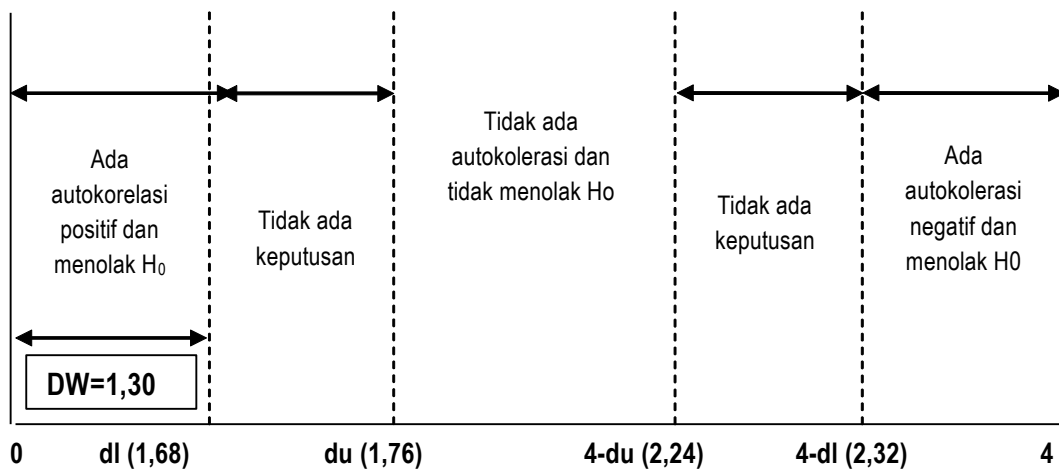 Ada
autokorelasi
positif dan
menolak H₀
Tidak ada
keputusan
Tidak ada
autokolerasi dan
tidak menolak Ho
Tidak ada
keputusan
Ada
autokolerasi
negatif dan
menolak H0
DW=1,30
0 dl (1,68) du (1,76) 4-du (2,24) 4-dl (2,32) 4